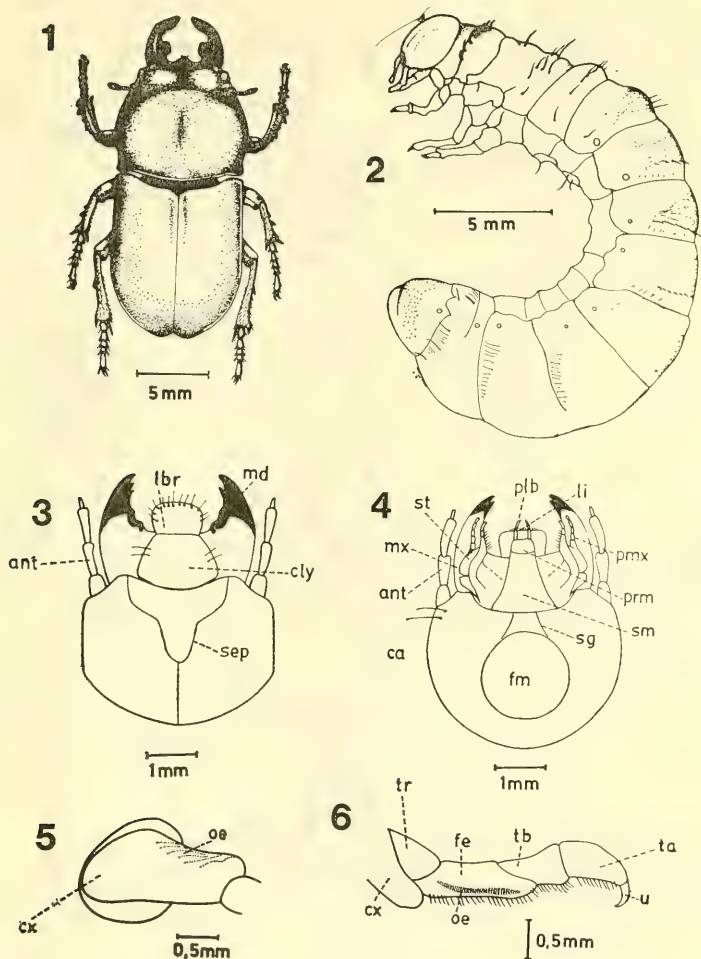 1
5mm
2
5 mm
3
lbr
md
ant
cly
sep
1mm
4
plb
li
st
mx
pmx
ant
prm
sm
ca
sg
fm
1mm
5
oe
cx
0,5mm
6
tr
fe
tb
ta
cx
oe
u
0,5mm